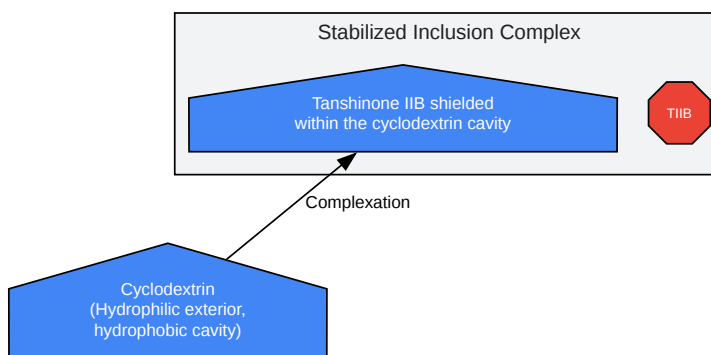 Stabilized Inclusion Complex
Tanshinone IIB shielded
within the cyclodextrin cavity
TIIB
Complexation
Cyclodextrin
(Hydrophilic exterior,
hydrophobic cavity)